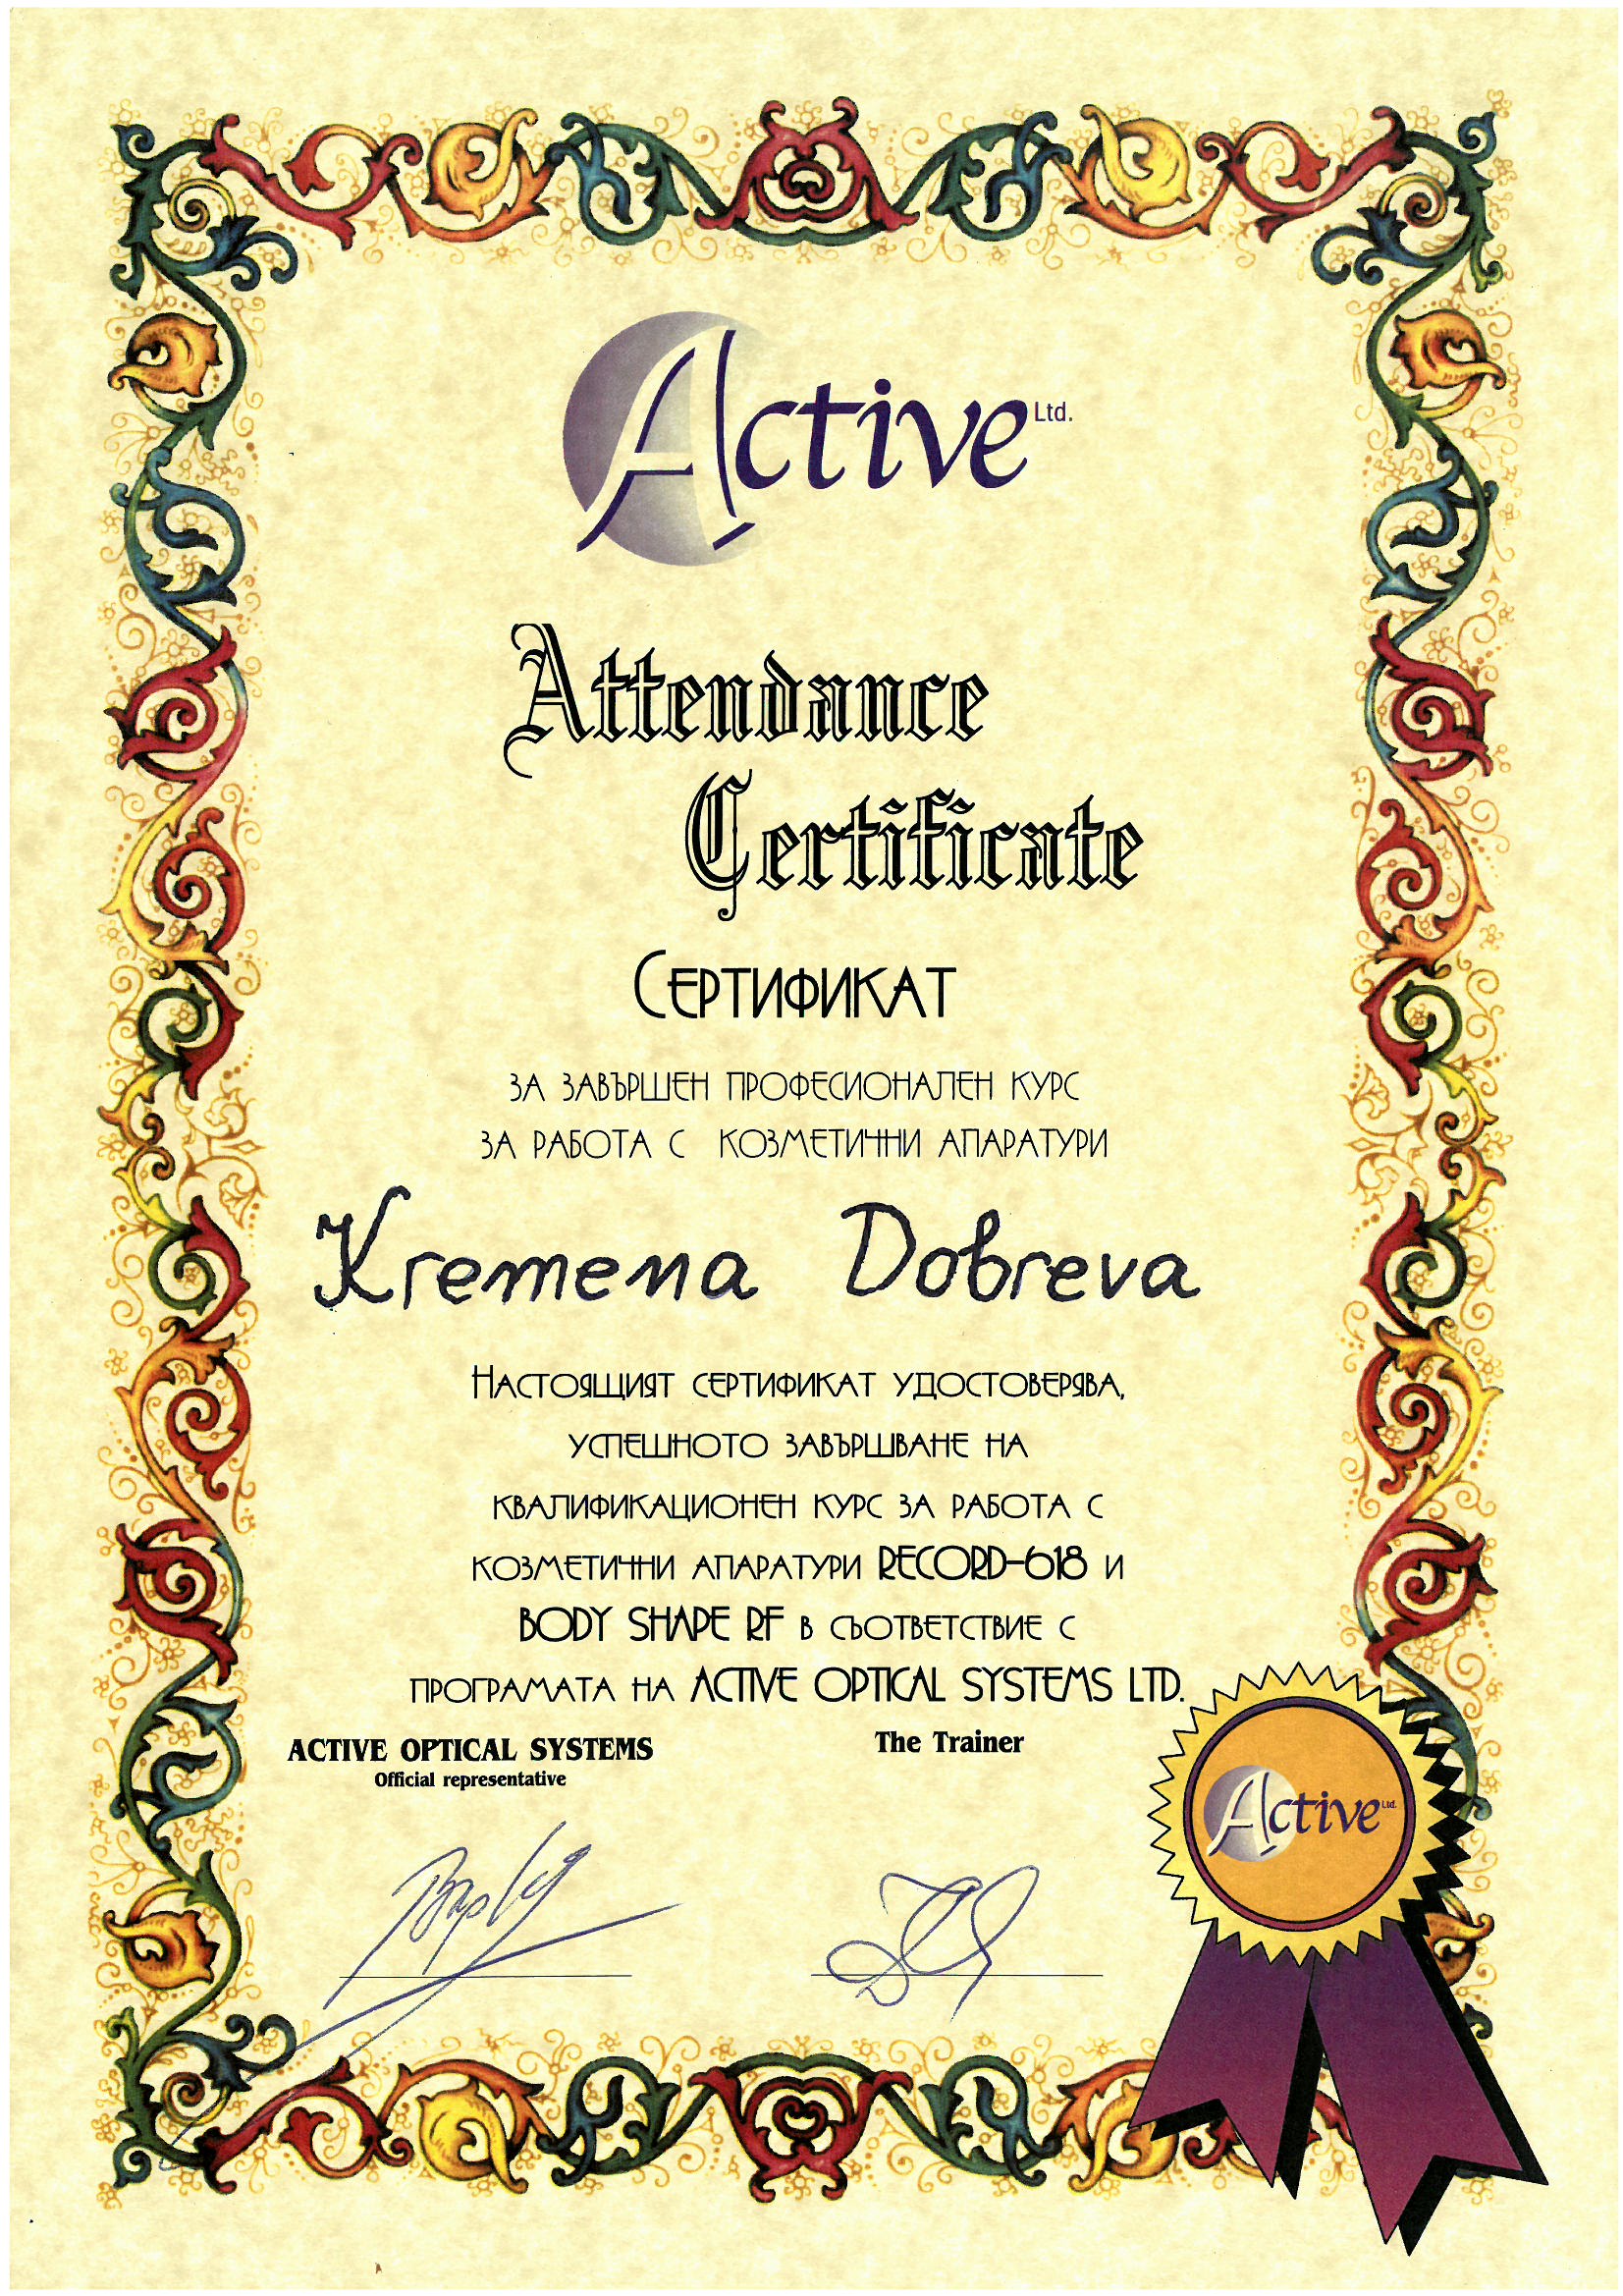 Active Ltd.
Attendance
Certificate
Сертификат
за завършен професионален курс
за работа с козметични апаратури
Kremena Dobreva
Настоящият сертификат удостоверява,
успешното завършване на
квалификационен курс за работа с
козметични апаратури RECORD-618 и
BODY SHAPE RF в съответствие с
програмата на ACTIVE OPTICAL SYSTEMS LTD.
ACTIVE OPTICAL SYSTEMS
Official representative
The Trainer
Active Ltd.